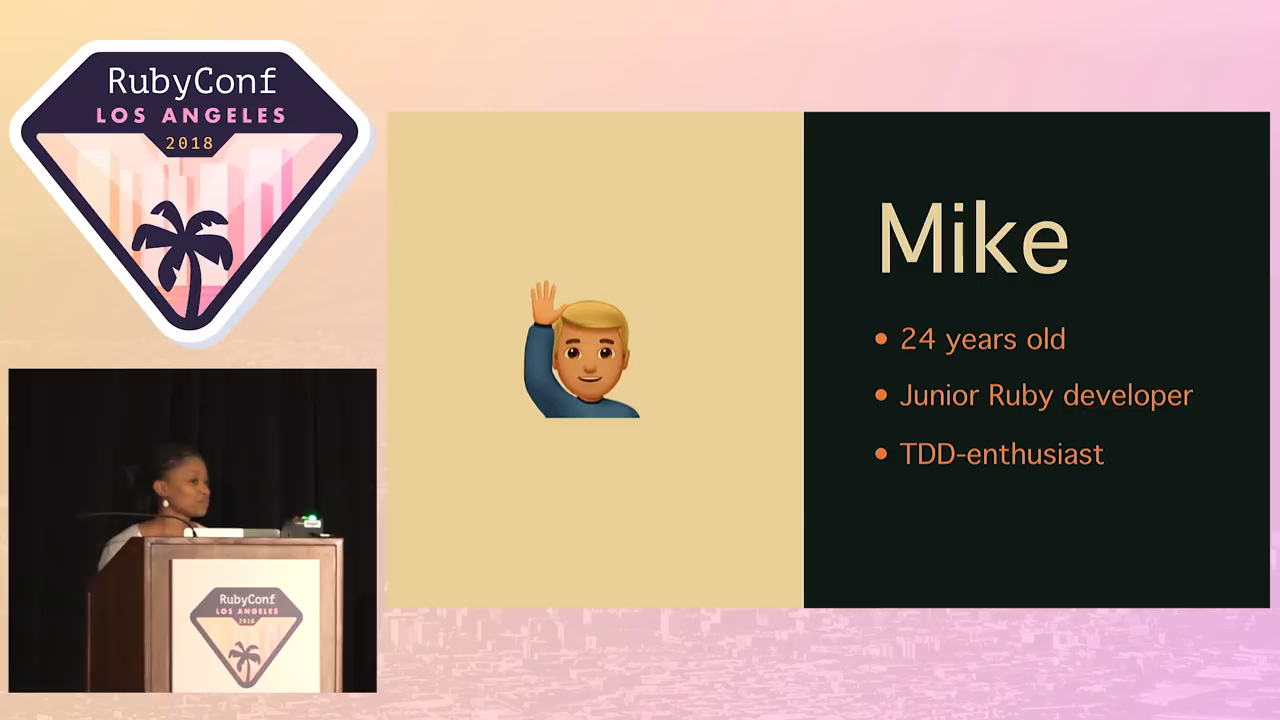 RubyConf
LOS ANGELES
2018
Mike
• 24 years old
• Junior Ruby developer
• TDD-enthusiast
RubyConf
LOS ANGELES
2018